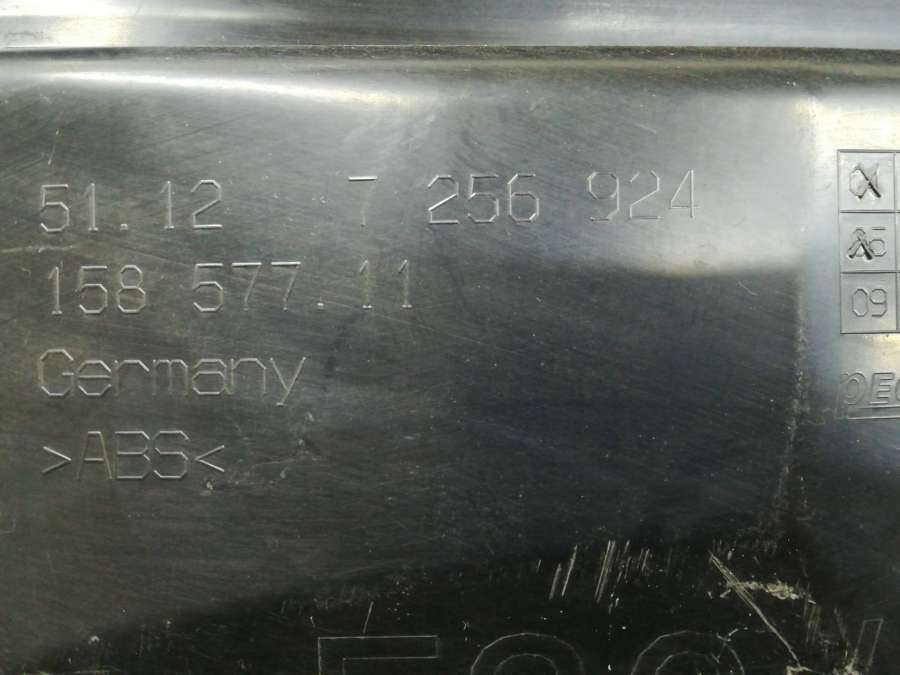 51.12 7 256 924
158 577.11
Germany
>ABS<
09